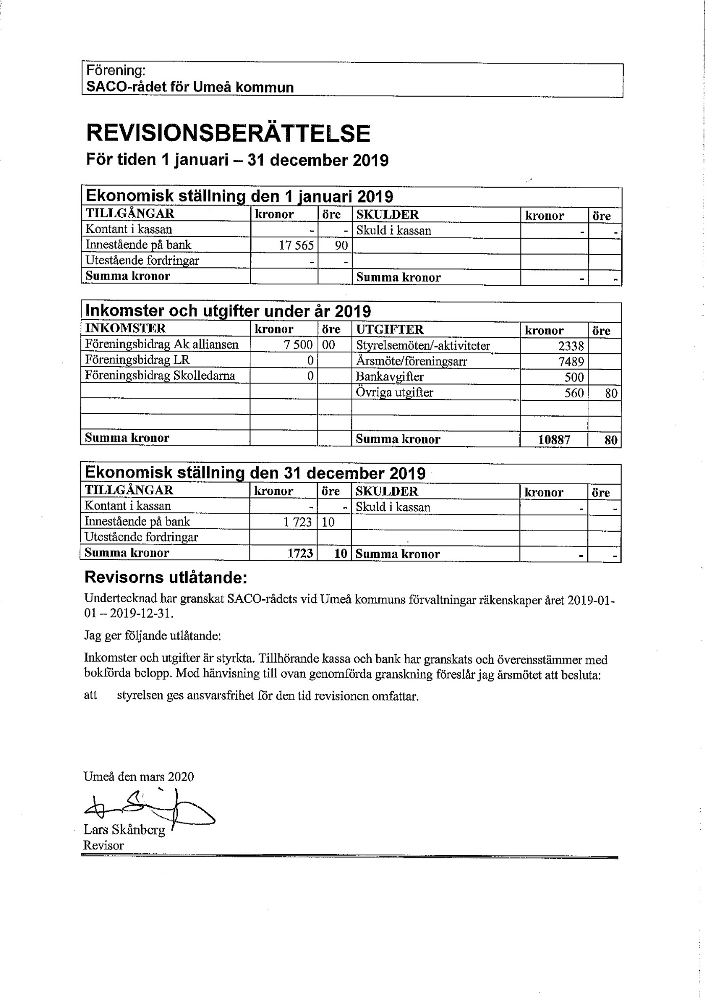 Förening:
SACO-rådet för Umeå kommun
REVISIONSBERÄTTELSE
För tiden 1 januari – 31 december 2019
Ekonomisk ställning den 1 januari 2019
TILLGÅNGAR kronor öre SKULDER kronor öre
Kontant i kassan - - Skuld i kassan - -
Innestående på bank 17 565 90
Utestående fordringar - -
Summa kronor Summa kronor - -
Inkomster och utgifter under år 2019
INKOMSTER kronor öre UTGIFTER kronor öre
Föreningsbidrag Ak alliansen 7 500 00 Styrelsemöten/-aktiviteter 2338
Föreningsbidrag LR 0 Årsmöte/föreningsarr 7489
Föreningsbidrag Skolledarna 0 Bankavgifter 500
Övriga utgifter 560 80
Summa kronor Summa kronor 10887 80
Ekonomisk ställning den 31 december 2019
TILLGÅNGAR kronor öre SKULDER kronor öre
Kontant i kassan - - Skuld i kassan - -
Innestående på bank 1 723 10
Utestående fordringar
Summa kronor 1723 10 Summa kronor - -
Revisorns utlåtande:
Undertecknad har granskat SACO-rådets vid Umeå kommuns förvaltningar räkenskaper året 2019-01-
01 – 2019-12-31.
Jag ger följande utlåtande:
Inkomster och utgifter är styrkta. Tillhörande kassa och bank har granskats och överensstämmer med
bokförda belopp. Med hänvisning till ovan genomförda granskning föreslår jag årsmötet att besluta:
att styrelsen ges ansvarsfrihet för den tid revisionen omfattar.
Umeå den mars 2020
Lars Skånberg
Revisor